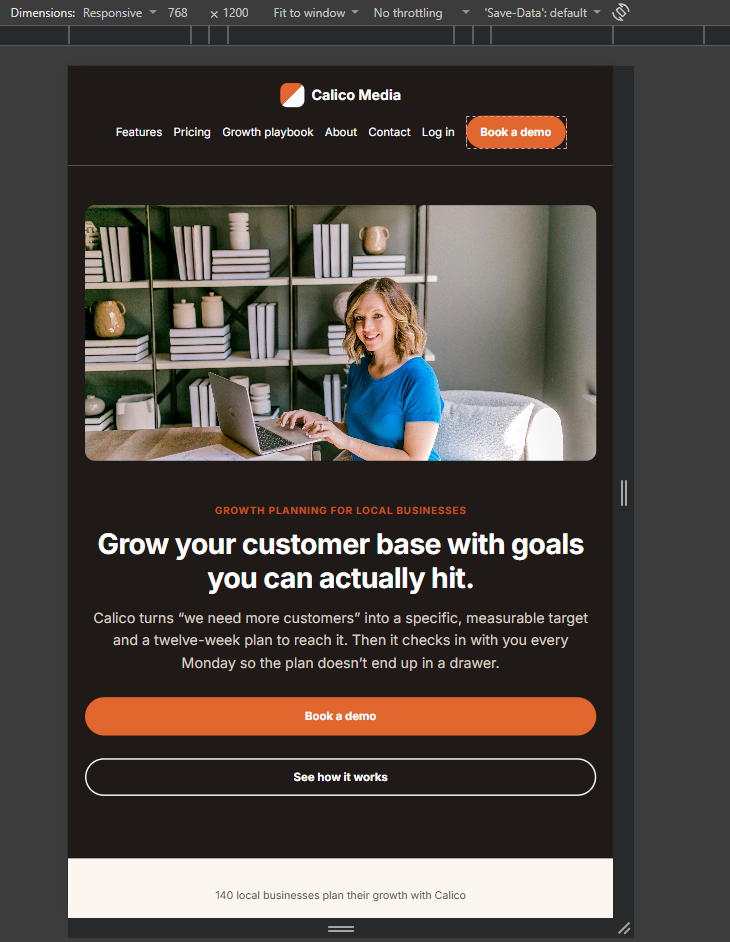 Dimensions: Responsive 768 × 1200 Fit to window No throttling 'Save-Data': default
Calico Media
Features Pricing Growth playbook About Contact Log in Book a demo
GROWTH PLANNING FOR LOCAL BUSINESSES
Grow your customer base with goals
you can actually hit.
Calico turns “we need more customers” into a specific, measurable target
and a twelve-week plan to reach it. Then it checks in with you every
Monday so the plan doesn’t end up in a drawer.
Book a demo
See how it works
140 local businesses plan their growth with Calico